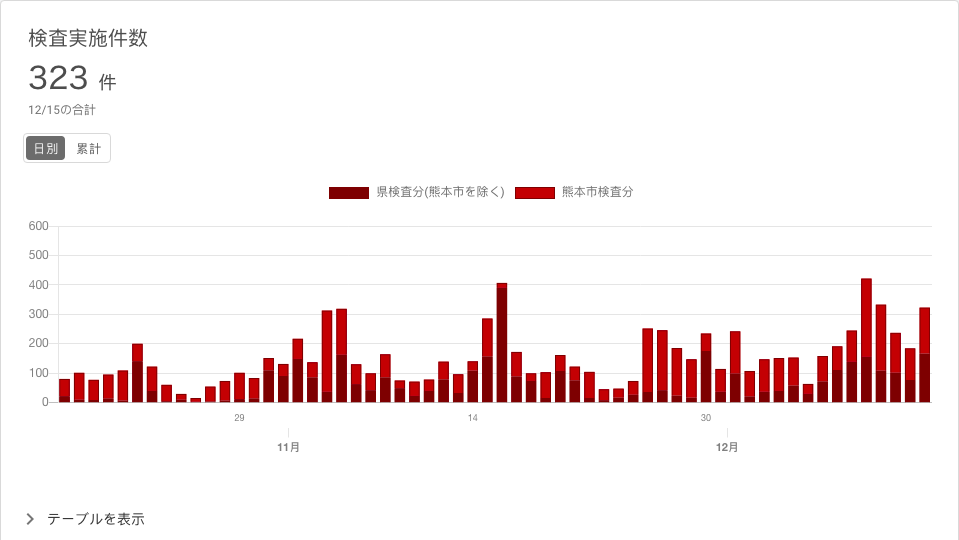 検査実施件数
323 件
12/15の合計
日別 累計
県検査分(熊本市を除く) 熊本市検査分
600
500
400
300
200
100
0
29 14 30
11月 12月
テーブルを表示